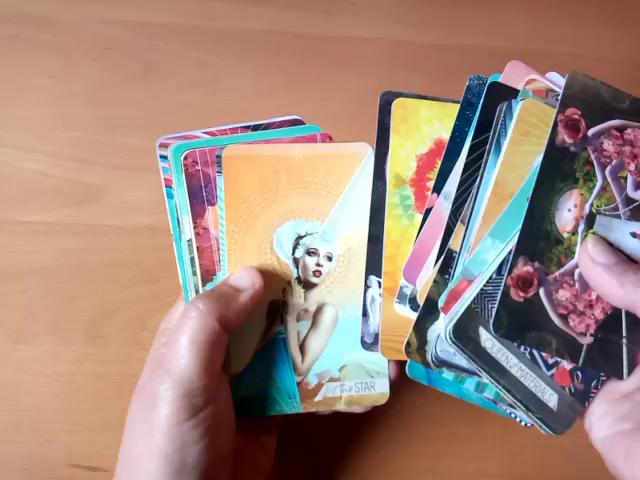 The STAR
QUEEN of MATERIALS